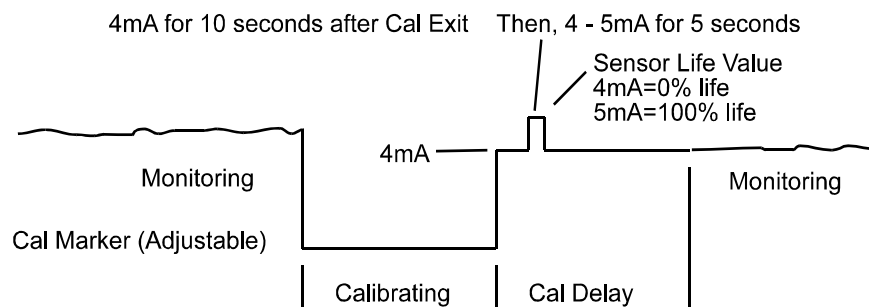 4mA for 10 seconds after Cal Exit
Then, 4 - 5mA for 5 seconds
Sensor Life Value
4mA=0% life
5mA=100% life
4mA
Monitoring
Monitoring
Cal Marker (Adjustable)
Calibrating
Cal Delay